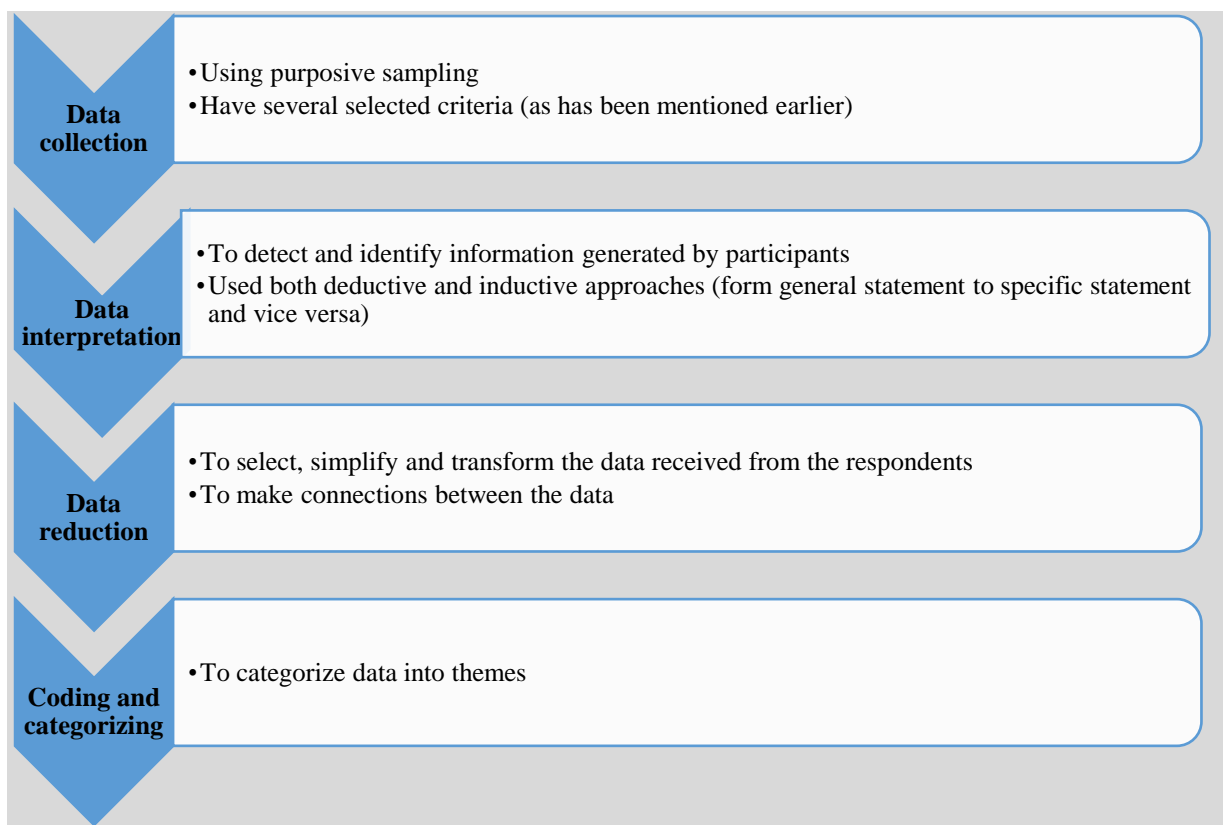 Data
collection
•Using purposive sampling
•Have several selected criteria (as has been mentioned earlier)
Data
interpretation
•To detect and identify information generated by participants
•Used both deductive and inductive approaches (form general statement to specific statement
and vice versa)
Data
reduction
•To select, simplify and transform the data received from the respondents
•To make connections between the data
Coding and
categorizing
•To categorize data into themes